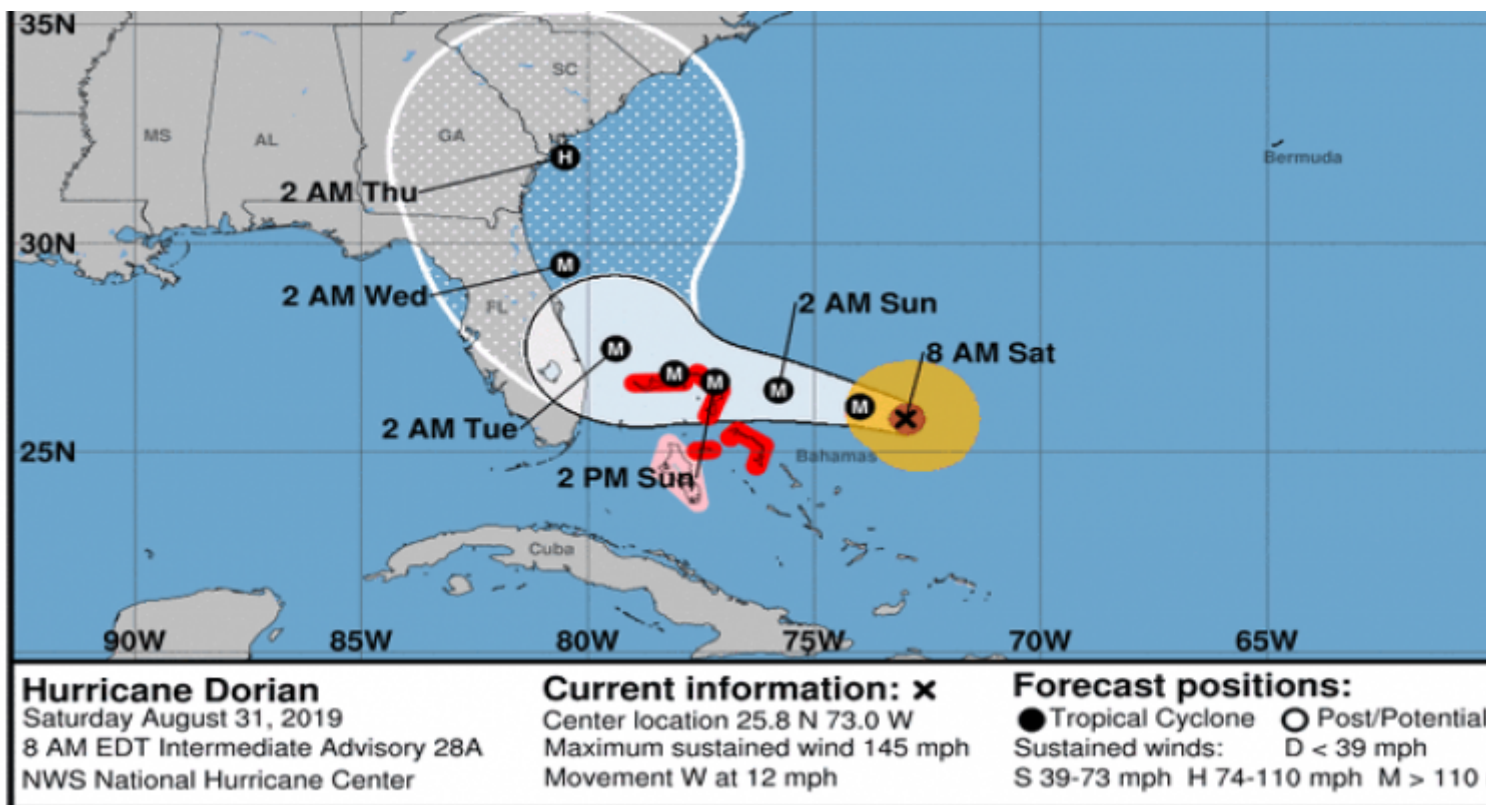 35N
SC
MS
AL
GA
Bermuda
H
2 AM Thu
30N
M
2 AM Wed
FL
2 AM Sun
M
8 AM Sat
M
M
M
M
2 AM Tue
25N
Bahamas
2 PM Sun
Cuba
90W 85W 80W 75W 70W 65W
Hurricane Dorian
Saturday August 31, 2019
8 AM EDT Intermediate Advisory 28A
NWS National Hurricane Center
Current information: ×
Center location 25.8 N 73.0 W
Maximum sustained wind 145 mph
Movement W at 12 mph
Forecast positions:
● Tropical Cyclone ○ Post/Potential
Sustained winds: D < 39 mph
S 39-73 mph H 74-110 mph M > 110